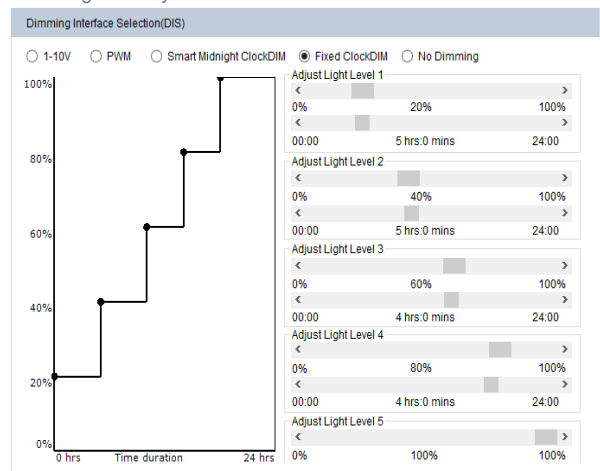 Dimming Interface Selection(DIS)
1-10V PWM Smart Midnight ClockDIM Fixed ClockDIM No Dimming
100%
80%
60%
40%
20%
0%
0 hrs Time duration 24 hrs
Adjust Light Level 1
0% 20% 100%
00:00 5 hrs:0 mins 24:00
Adjust Light Level 2
0% 40% 100%
00:00 5 hrs:0 mins 24:00
Adjust Light Level 3
0% 60% 100%
00:00 4 hrs:0 mins 24:00
Adjust Light Level 4
0% 80% 100%
00:00 4 hrs:0 mins 24:00
Adjust Light Level 5
0% 100% 100%